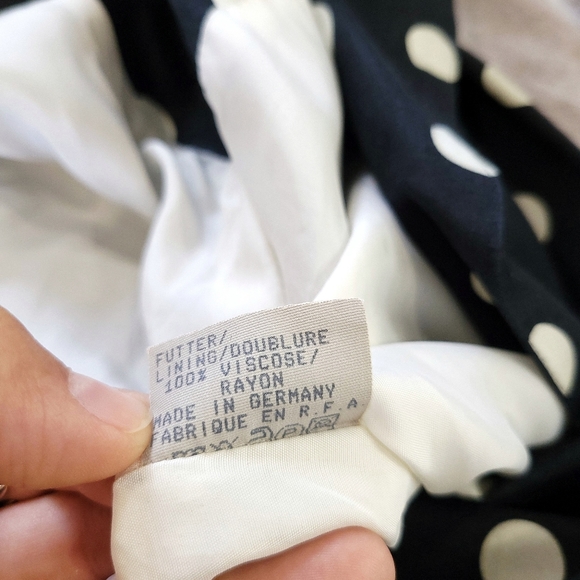 FUTTER/
LINING/DOUBLURE
100% VISCOSE/
RAYON
MADE IN GERMANY
FABRIQUE EN R.F.A